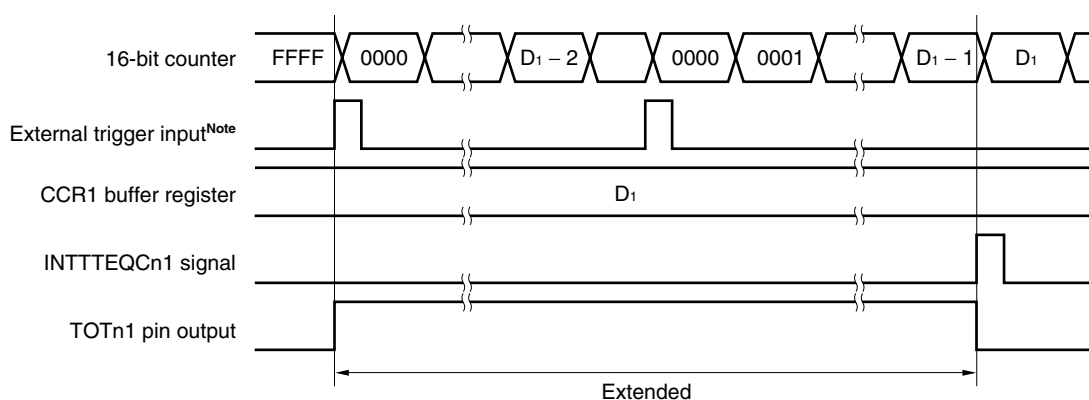 16-bit counter FFFF 0000 D₁ − 2 0000 0001 D₁ − 1 D₁
External trigger inputNote
CCR1 buffer register D₁
INTTTEQCn1 signal
TOTn1 pin output
Extended